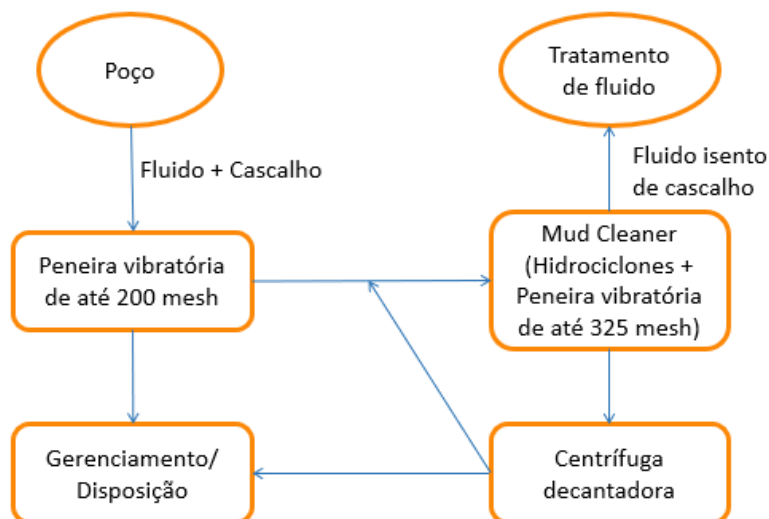 Poço
Tratamento
de fluido
Fluido + Cascalho
Fluido isento
de cascalho
Peneira vibratória
de até 200 mesh
Mud Cleaner
(Hidrociclones +
Peneira vibratória
de até 325 mesh)
Gerenciamento/
Disposição
Centrífuga
decantadora